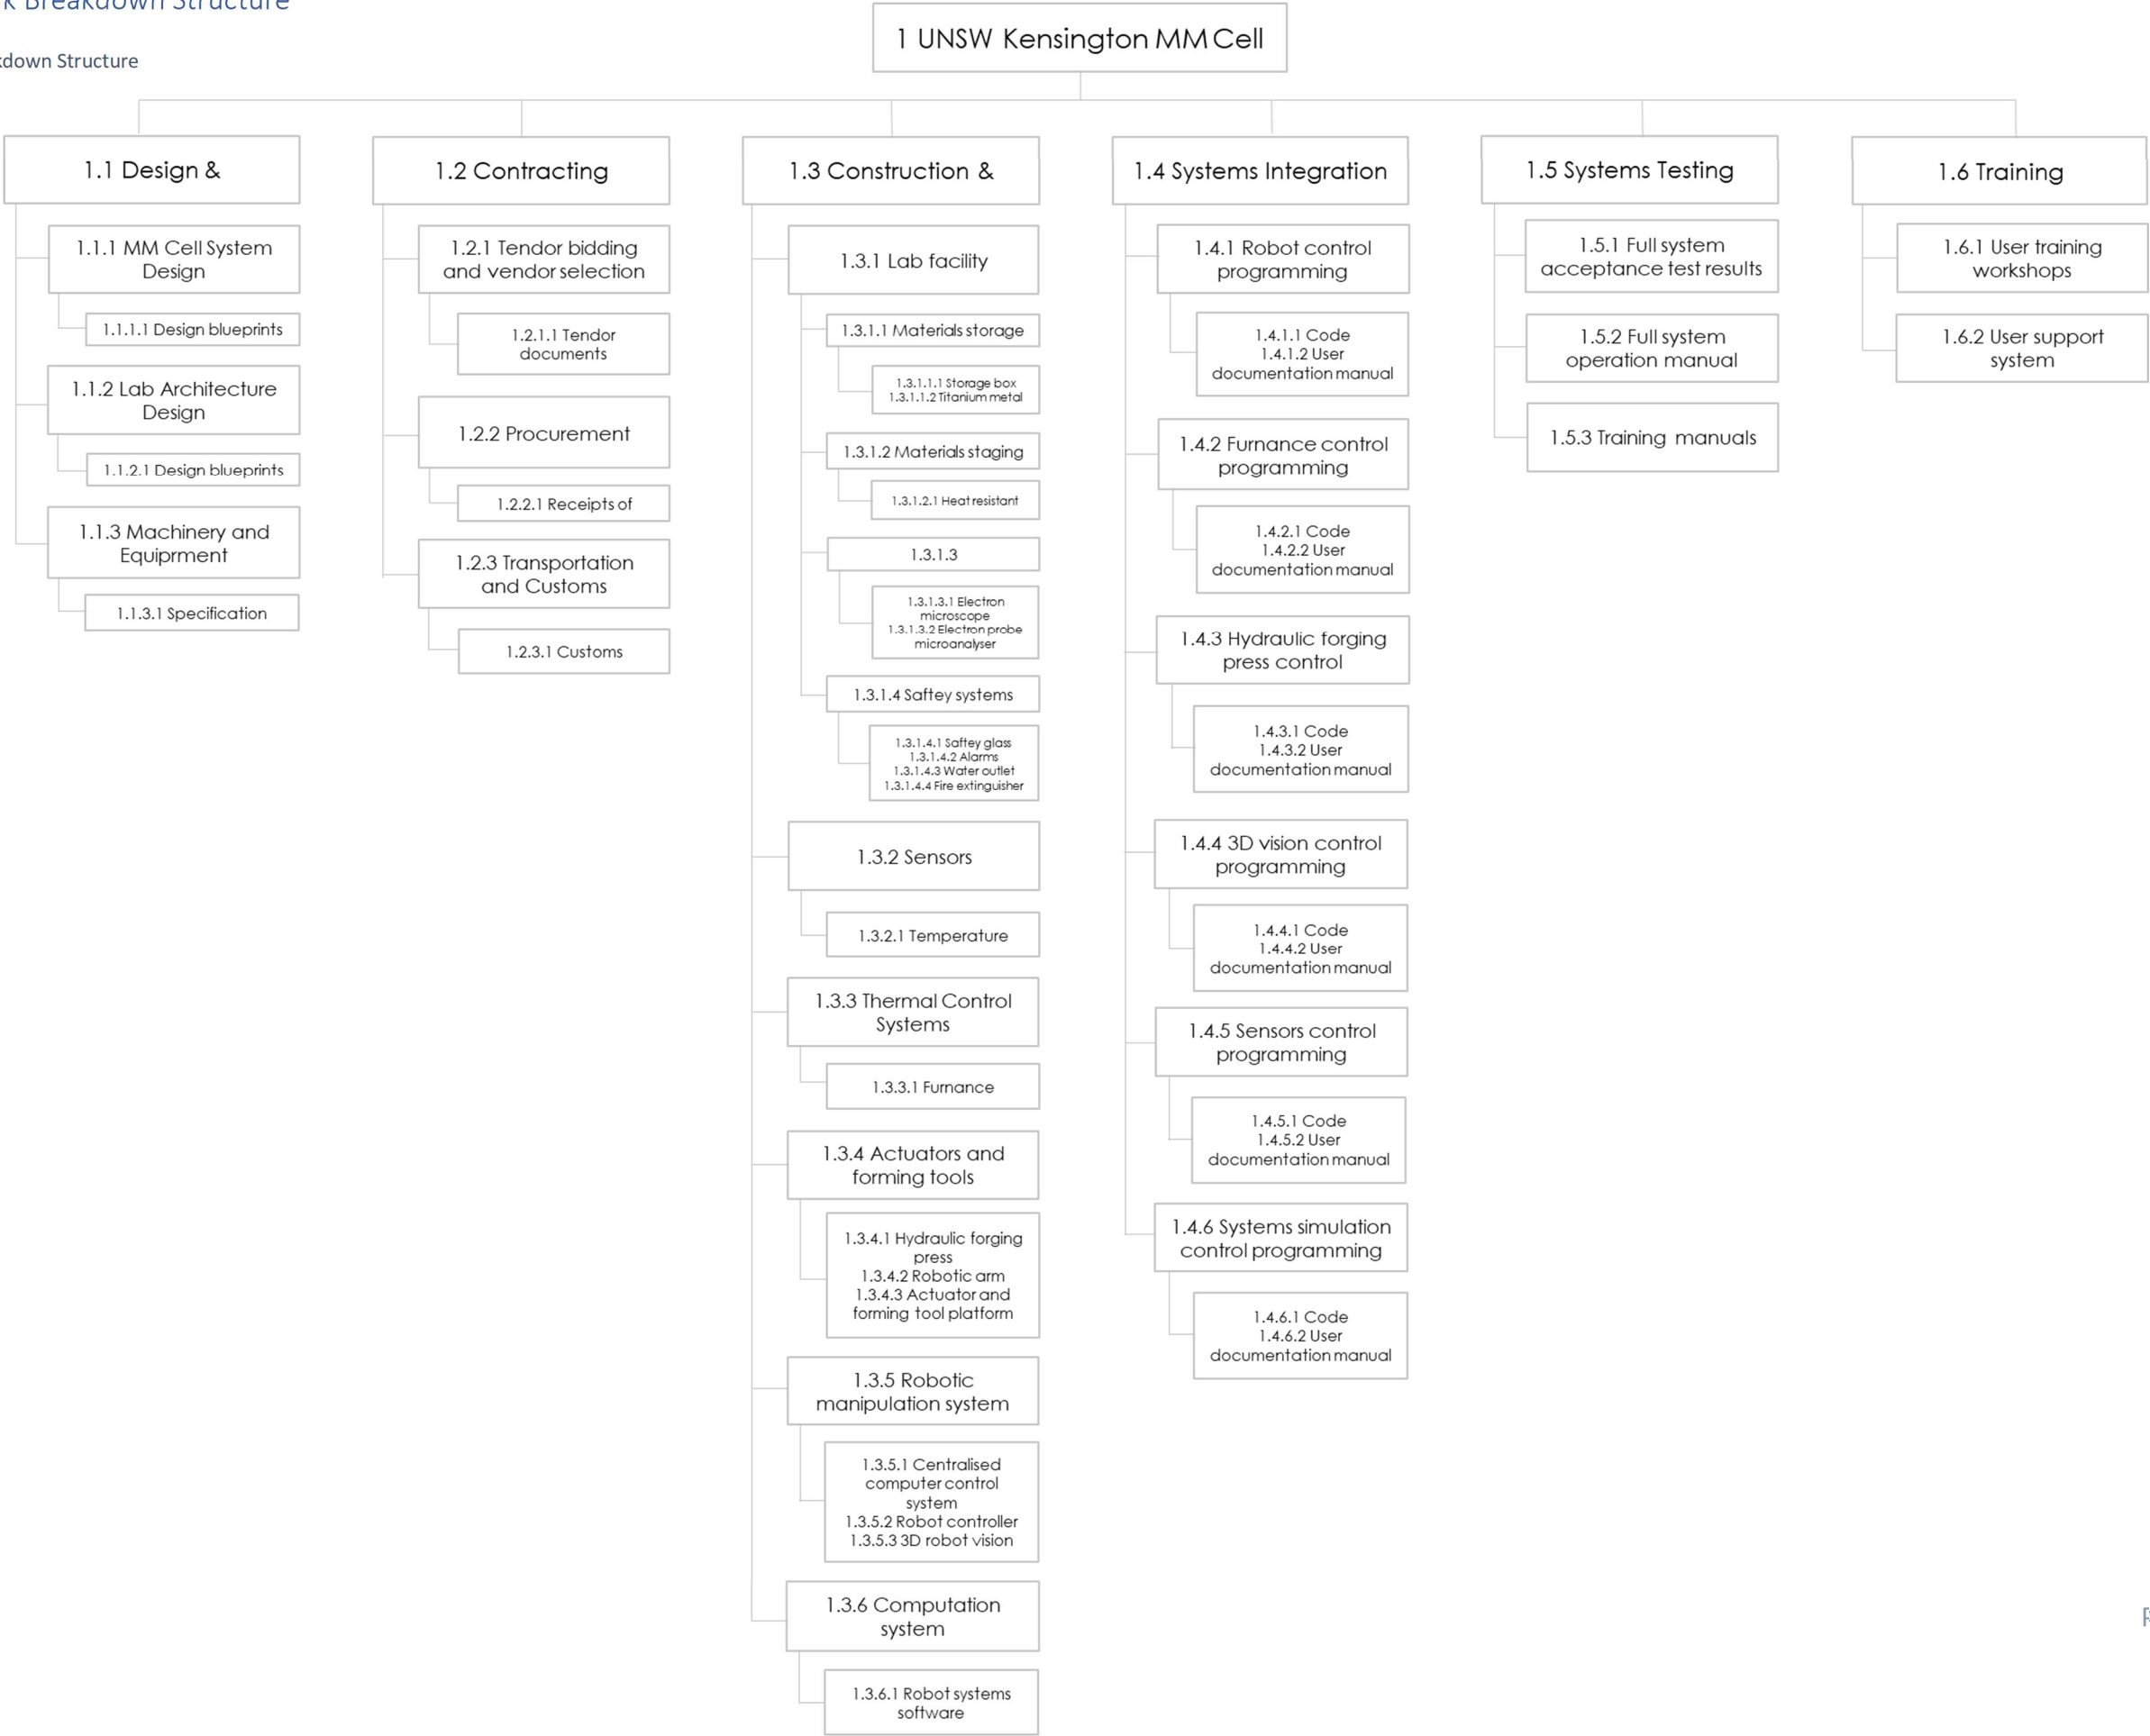 Breakdown Structure
down Structure
1 UNSW Kensington MM Cell
1.1 Design &
1.1.1 MM Cell System
Design
1.1.1.1 Design blueprints
1.1.2 Lab Architecture
Design
1.1.2.1 Design blueprints
1.1.3 Machinery and
Equiprment
1.1.3.1 Specification
1.2 Contracting
1.2.1 Tendor bidding
and vendor selection
1.2.1.1 Tendor
documents
1.2.2 Procurement
1.2.2.1 Receipts of
1.2.3 Transportation
and Customs
1.2.3.1 Customs
1.3 Construction &
1.3.1 Lab facility
1.3.1.1 Materials storage
1.3.1.1.1 Storage box
1.3.1.1.2 Titanium metal
1.3.1.2 Materials staging
1.3.1.2.1 Heat resistant
1.3.1.3
1.3.1.3.1 Electron
microscope
1.3.1.3.2 Electron probe
microanalyser
1.3.1.4 Saftey systems
1.3.1.4.1 Saftey glass
1.3.1.4.2 Alarms
1.3.1.4.3 Water outlet
1.3.1.4.4 Fire extinguisher
1.3.2 Sensors
1.3.2.1 Temperature
1.3.3 Thermal Control
Systems
1.3.3.1 Furnance
1.3.4 Actuators and
forming tools
1.3.4.1 Hydraulic forging
press
1.3.4.2 Robotic arm
1.3.4.3 Actuator and
forming tool platform
1.3.5 Robotic
manipulation system
1.3.5.1 Centralised
computer control
system
1.3.5.2 Robot controller
1.3.5.3 3D robot vision
1.3.6 Computation
system
1.3.6.1 Robot systems
software
1.4 Systems Integration
1.4.1 Robot control
programming
1.4.1.1 Code
1.4.1.2 User
documentation manual
1.4.2 Furnance control
programming
1.4.2.1 Code
1.4.2.2 User
documentation manual
1.4.3 Hydraulic forging
press control
1.4.3.1 Code
1.4.3.2 User
documentation manual
1.4.4 3D vision control
programming
1.4.4.1 Code
1.4.4.2 User
documentation manual
1.4.5 Sensors control
programming
1.4.5.1 Code
1.4.5.2 User
documentation manual
1.4.6 Systems simulation
control programming
1.4.6.1 Code
1.4.6.2 User
documentation manual
1.5 Systems Testing
1.5.1 Full system
acceptance test results
1.5.2 Full system
operation manual
1.5.3 Training manuals
1.6 Training
1.6.1 User training
workshops
1.6.2 User support
system